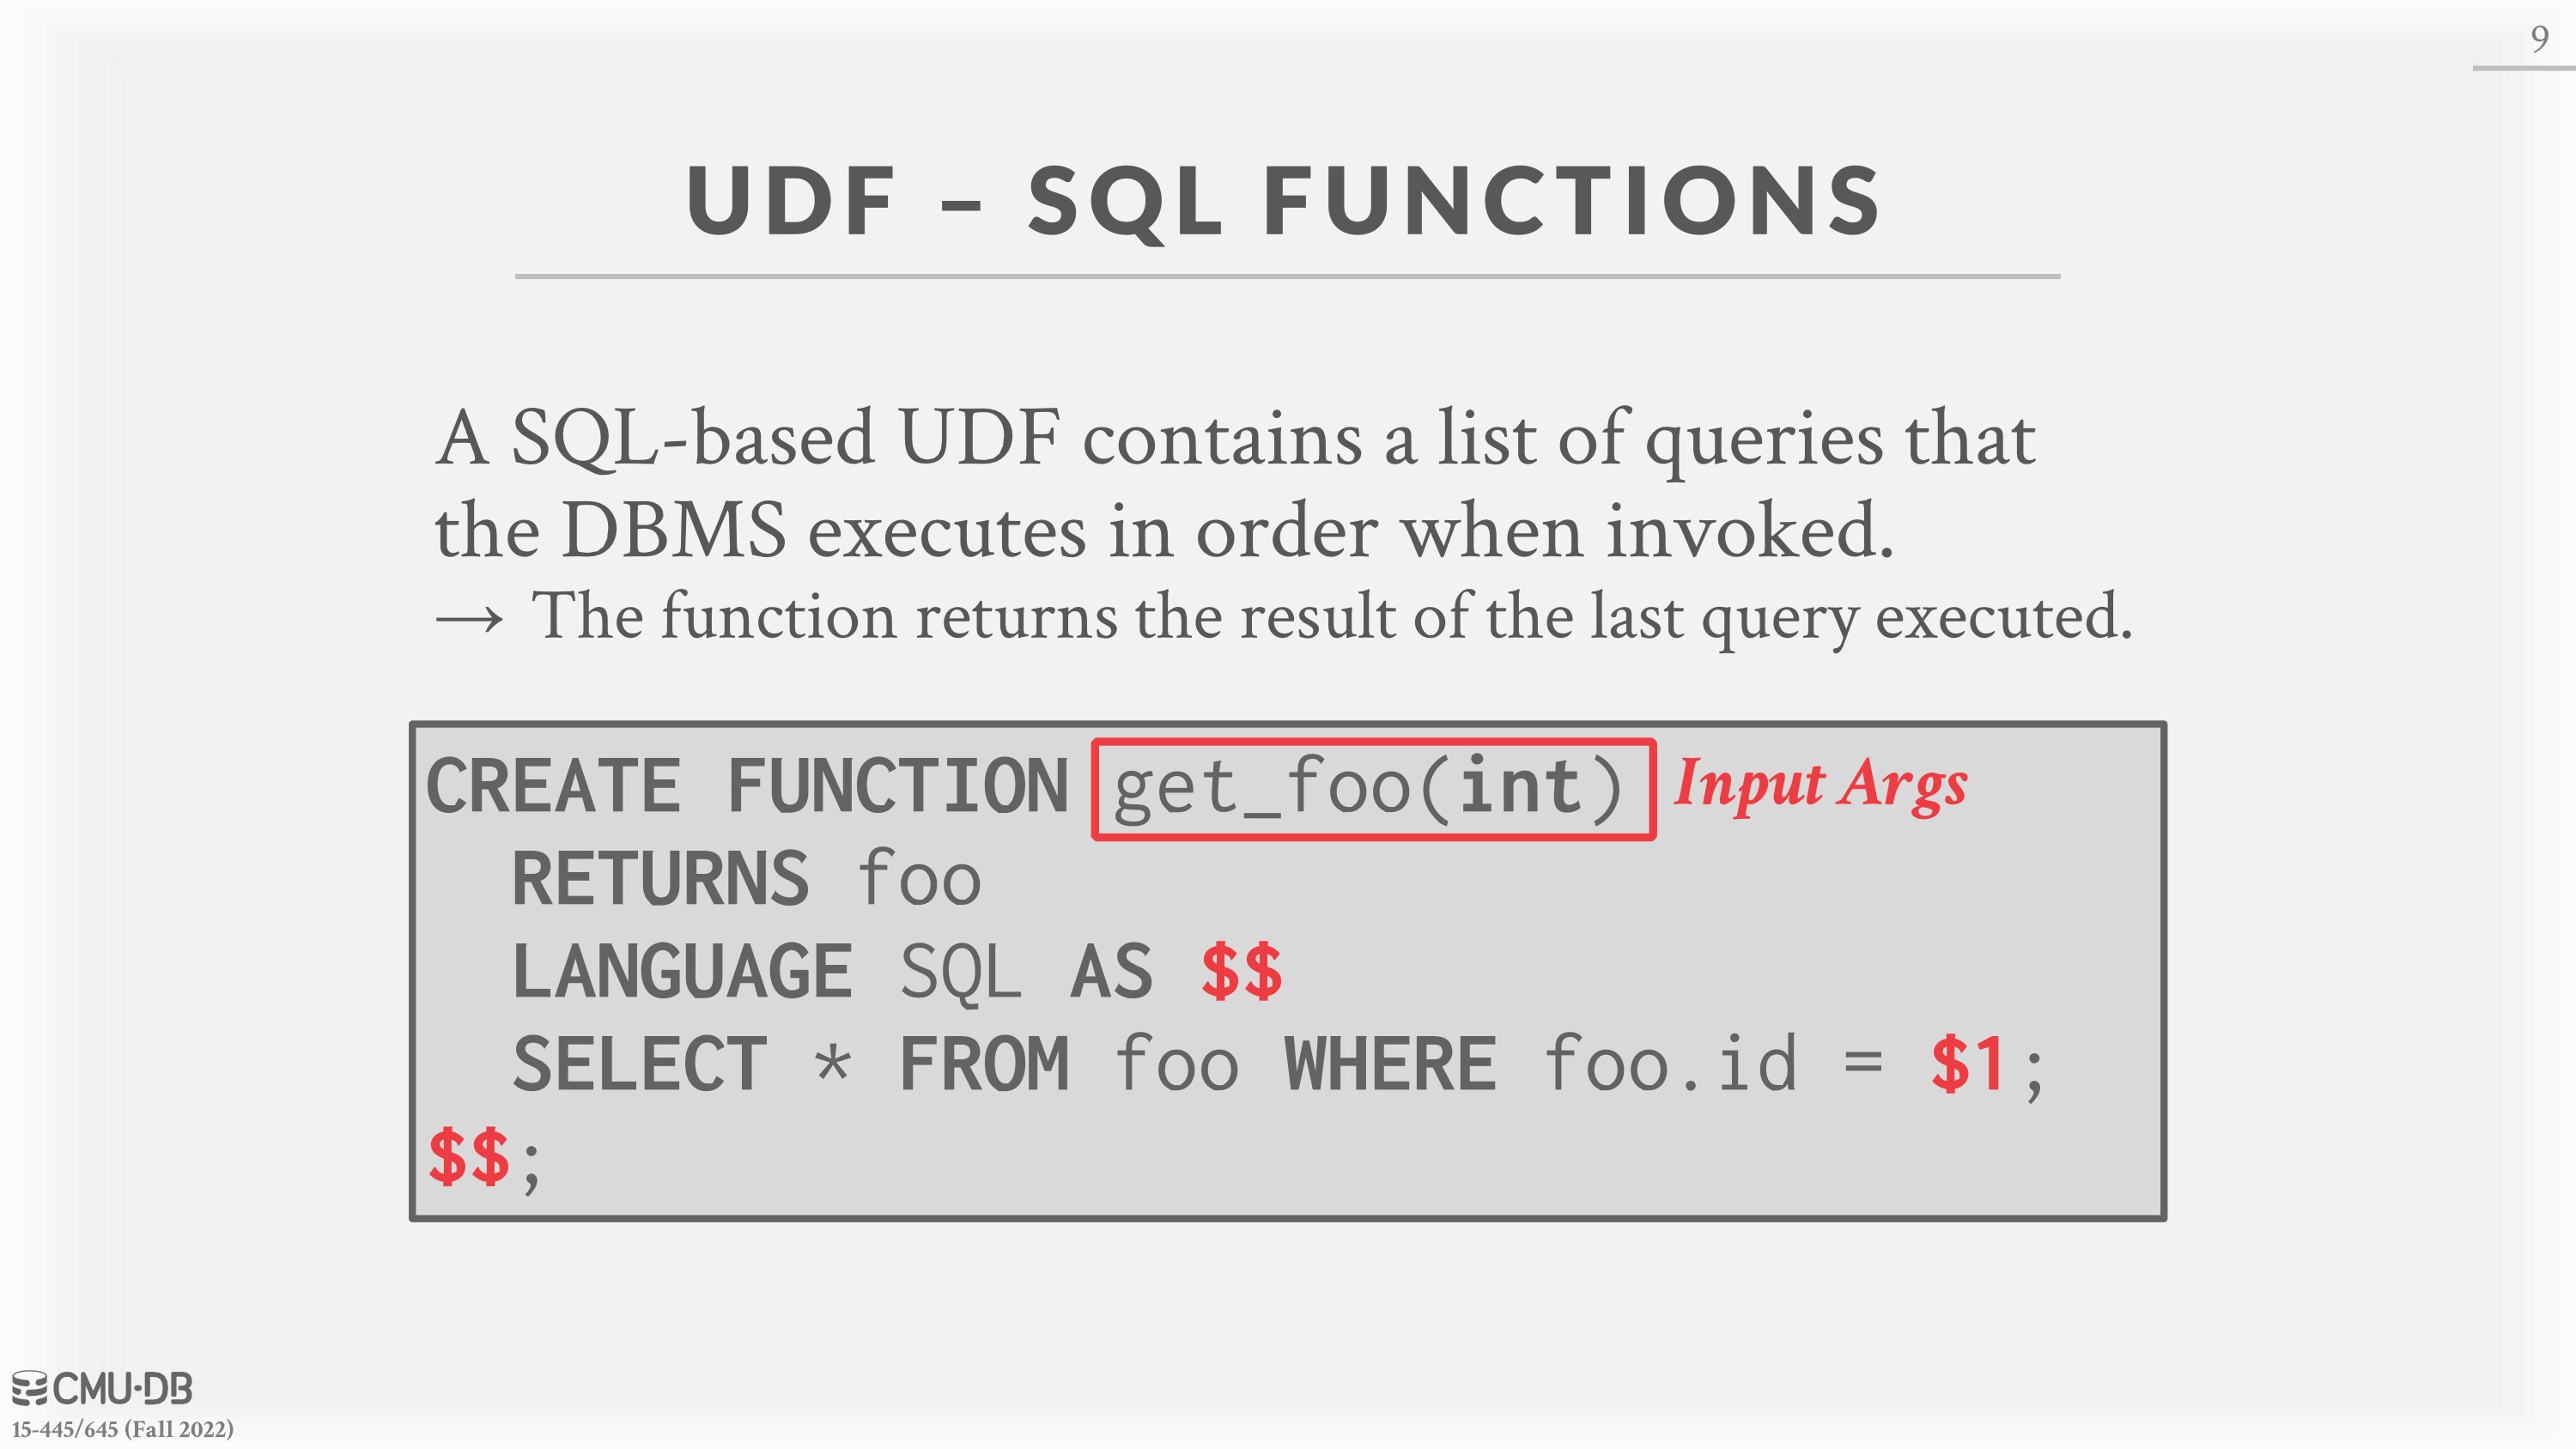 9
UDF – SQL FUNCTIONS
A SQL-based UDF contains a list of queries that
the DBMS executes in order when invoked.
→ The function returns the result of the last query executed.
CREATE FUNCTION get_foo(int) Input Args
RETURNS foo
LANGUAGE SQL AS $$
SELECT * FROM foo WHERE foo.id = $1;
$$;
CMU·DB
15-445/645 (Fall 2022)